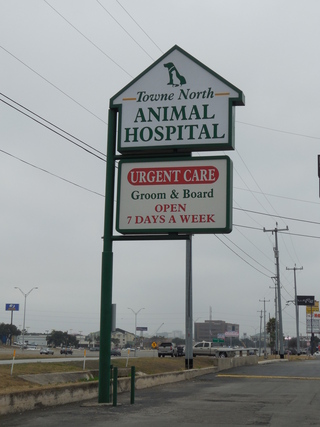 Towne North
ANIMAL
HOSPITAL
URGENT CARE
Groom & Board
OPEN
7 DAYS A WEEK